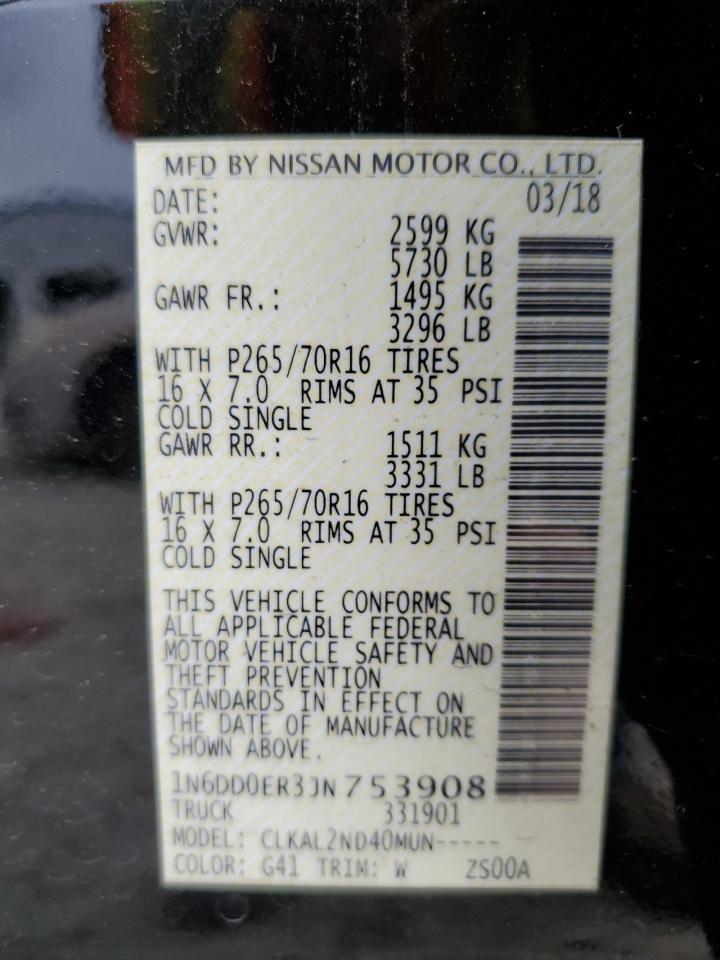 MFD BY NISSAN MOTOR CO., LTD.
DATE: 03/18
GVWR: 2599 KG
5730 LB
GAWR FR.: 1495 KG
3296 LB
WITH P265/70R16 TIRES
16 X 7.0 RIMS AT 35 PSI
COLD SINGLE
GAWR RR.: 1511 KG
3331 LB
WITH P265/70R16 TIRES
16 X 7.0 RIMS AT 35 PSI
COLD SINGLE
THIS VEHICLE CONFORMS TO
ALL APPLICABLE FEDERAL
MOTOR VEHICLE SAFETY AND
THEFT PREVENTION
STANDARDS IN EFFECT ON
THE DATE OF MANUFACTURE
SHOWN ABOVE.
1N6DD0ER3JN753908
TRUCK 331901
MODEL: CLKAL2ND40MUN-----
COLOR: G41 TRIM: W ZS00A